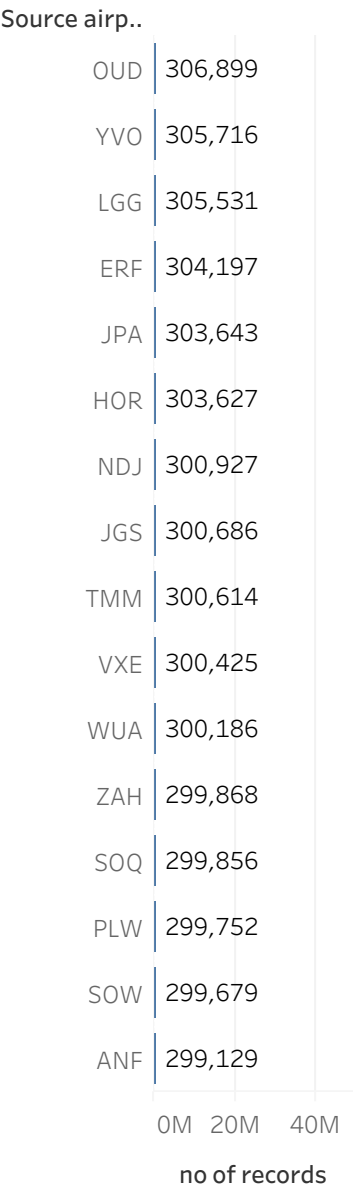 Source airp..
OUD 306,899
YVO 305,716
LGG 305,531
ERF 304,197
JPA 303,643
HOR 303,627
NDJ 300,927
JGS 300,686
TMM 300,614
VXE 300,425
WUA 300,186
ZAH 299,868
SOQ 299,856
PLW 299,752
SOW 299,679
ANF 299,129
0M 20M 40M
no of records